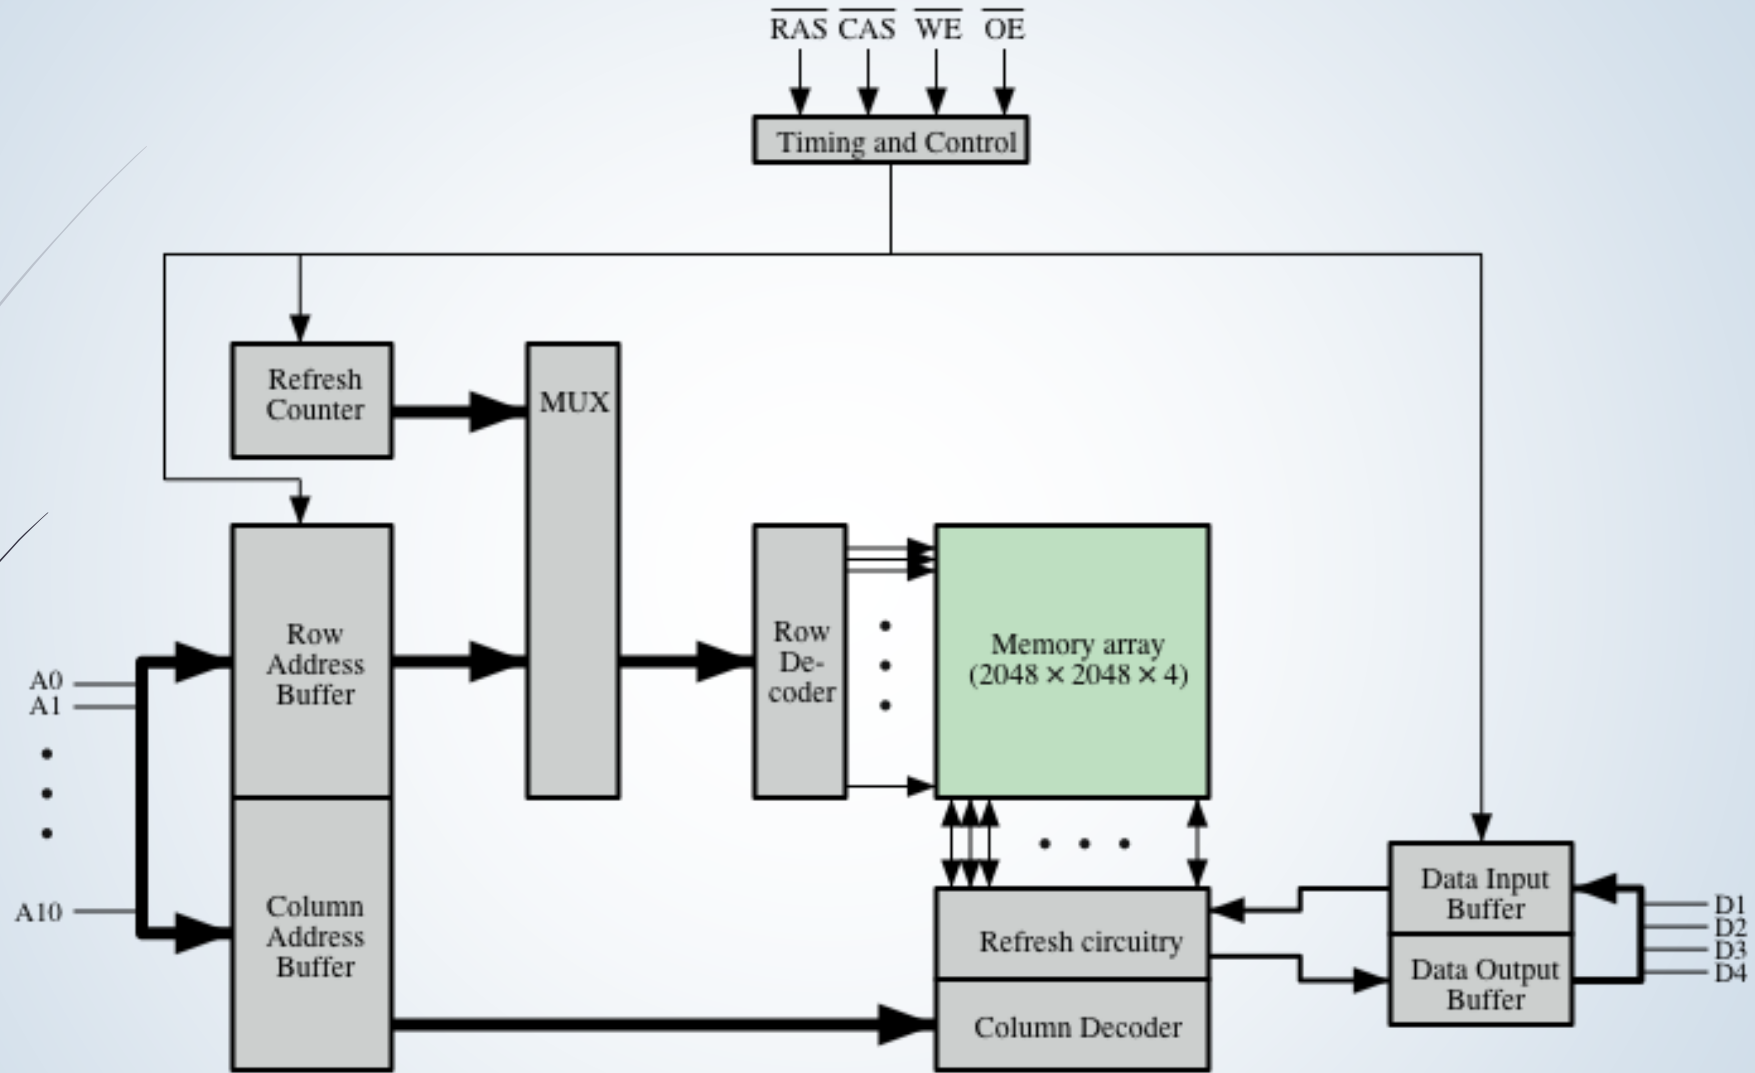 RAS CAS WE OE
Timing and Control
Refresh
Counter
MUX
Row
Address
Buffer
Row
De-
coder
Memory array
(2048 × 2048 × 4)
A0
A1
A10
Column
Address
Buffer
Refresh circuitry
Column Decoder
Data Input
Buffer
Data Output
Buffer
D1
D2
D3
D4